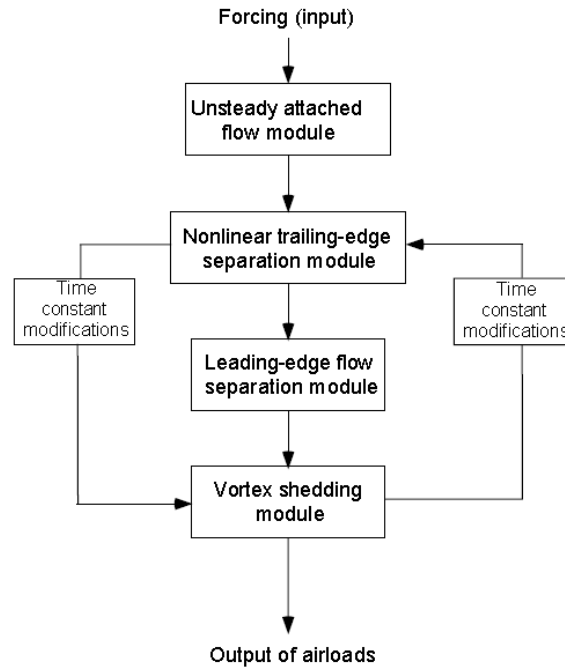 Forcing (input)
Unsteady attached
flow module
Nonlinear trailing-edge
separation module
Time
constant
modifications
Time
constant
modifications
Leading-edge flow
separation module
Vortex shedding
module
Output of airloads